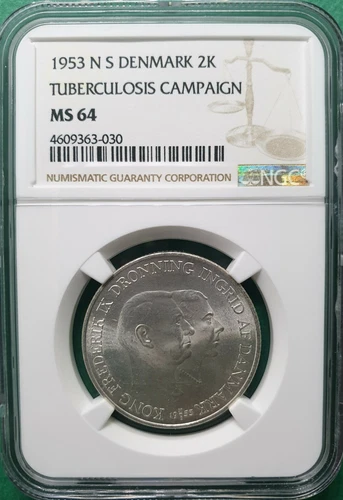 1953 N S DENMARK 2K
TUBERCULOSIS CAMPAIGN
MS 64
4609363-030
NUMISMATIC GUARANTY CORPORATION
NGC
KONG FREDERIK IX DRONNING INGRID AF DANMARK
1953